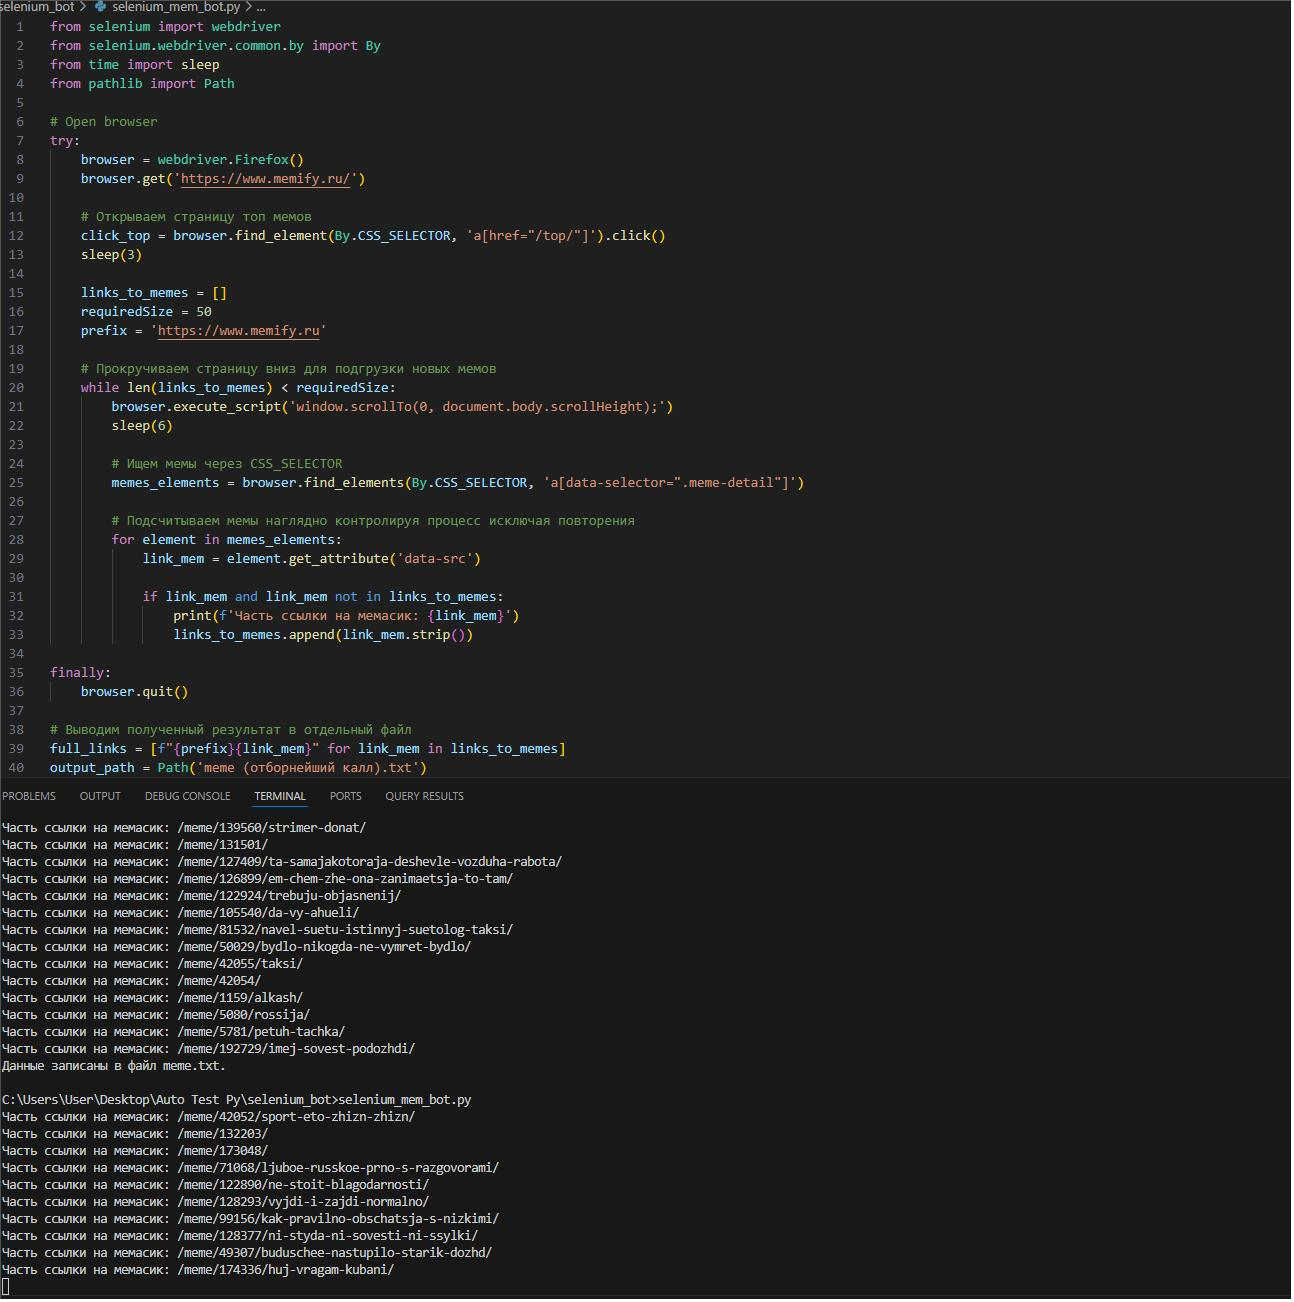 selenium_bot > selenium_mem_bot.py > ...
1 from selenium import webdriver
2 from selenium.webdriver.common.by import By
3 from time import sleep
4 from pathlib import Path
5
6 # Open browser
7 try:
8 browser = webdriver.Firefox()
9 browser.get('https://www.memify.ru/')
10
11 # Открываем страницу топ мемов
12 click_top = browser.find_element(By.CSS_SELECTOR, 'a[href="/top/"]').click()
13 sleep(3)
14
15 links_to_memes = []
16 requiredSize = 50
17 prefix = 'https://www.memify.ru'
18
19 # Прокручиваем страницу вниз для подгрузки новых мемов
20 while len(links_to_memes) < requiredSize:
21 browser.execute_script('window.scrollTo(0, document.body.scrollHeight);')
22 sleep(6)
23
24 # Ищем мемы через CSS_SELECTOR
25 memes_elements = browser.find_elements(By.CSS_SELECTOR, 'a[data-selector=".meme-detail"]')
26
27 # Подсчитываем мемы наглядно контролируя процесс исключая повторения
28 for element in memes_elements:
29 link_mem = element.get_attribute('data-src')
30
31 if link_mem and link_mem not in links_to_memes:
32 print(f'Часть ссылки на мемасик: {link_mem}')
33 links_to_memes.append(link_mem.strip())
34
35 finally:
36 browser.quit()
37
38 # Выводим полученный результат в отдельный файл
39 full_links = [f"{prefix}{link_mem}" for link_mem in links_to_memes]
40 output_path = Path('meme (отборнейший калл).txt')
PROBLEMS OUTPUT DEBUG CONSOLE TERMINAL PORTS QUERY RESULTS
Часть ссылки на мемасик: /meme/139560/strimer-donat/
Часть ссылки на мемасик: /meme/131501/
Часть ссылки на мемасик: /meme/127409/ta-samajakotoraja-deshevle-vozduha-rabota/
Часть ссылки на мемасик: /meme/126899/em-chem-zhe-ona-zanimaetsja-to-tam/
Часть ссылки на мемасик: /meme/122924/trebuju-objasnenij/
Часть ссылки на мемасик: /meme/105540/da-vy-ahueli/
Часть ссылки на мемасик: /meme/81532/navel-suetu-istinnyj-suetolog-taksi/
Часть ссылки на мемасик: /meme/50029/bydlo-nikogda-ne-vymret-bydlo/
Часть ссылки на мемасик: /meme/42055/taksi/
Часть ссылки на мемасик: /meme/42054/
Часть ссылки на мемасик: /meme/1159/alkash/
Часть ссылки на мемасик: /meme/5080/rossija/
Часть ссылки на мемасик: /meme/5781/petuh-tachka/
Часть ссылки на мемасик: /meme/192729/imej-sovest-podozhdi/
Данные записаны в файл meme.txt.
C:\Users\User\Desktop\Auto Test Py\selenium_bot>selenium_mem_bot.py
Часть ссылки на мемасик: /meme/42052/sport-eto-zhizn-zhizn/
Часть ссылки на мемасик: /meme/132203/
Часть ссылки на мемасик: /meme/173048/
Часть ссылки на мемасик: /meme/71068/ljuboe-russkoe-prno-s-razgovorami/
Часть ссылки на мемасик: /meme/122890/ne-stoit-blagodarnosti/
Часть ссылки на мемасик: /meme/128293/vyjdi-i-zajdi-normalno/
Часть ссылки на мемасик: /meme/99156/kak-pravilno-obschatsja-s-nizkimi/
Часть ссылки на мемасик: /meme/128377/ni-styda-ni-sovesti-ni-ssylki/
Часть ссылки на мемасик: /meme/49307/buduschee-nastupilo-starik-dozhd/
Часть ссылки на мемасик: /meme/174336/huj-vragam-kubani/